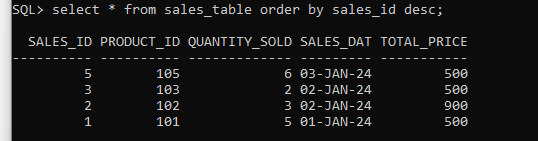 SQL> select * from sales_table order by sales_id desc;
SALES_ID PRODUCT_ID QUANTITY_SOLD SALES_DAT TOTAL_PRICE
---------- ---------- ------------- --------- -----------
5 105 6 03-JAN-24 500
3 103 2 02-JAN-24 500
2 102 3 02-JAN-24 900
1 101 5 01-JAN-24 500